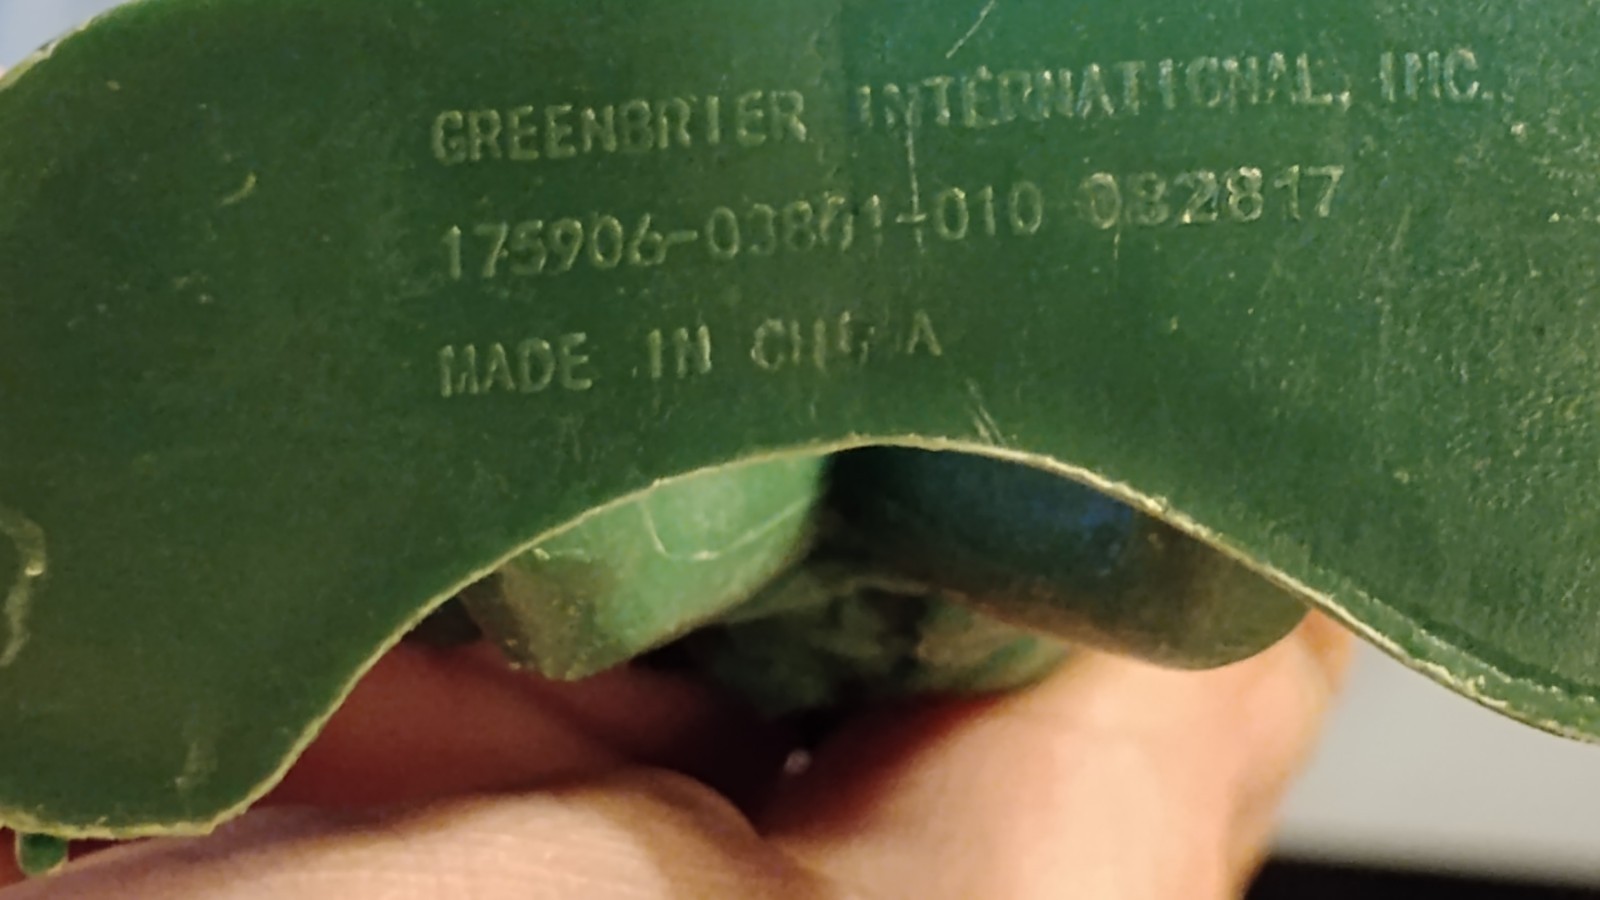 GREENBRIER INTERNATIONAL, INC.
175906-03861-010 082817
MADE IN CHINA